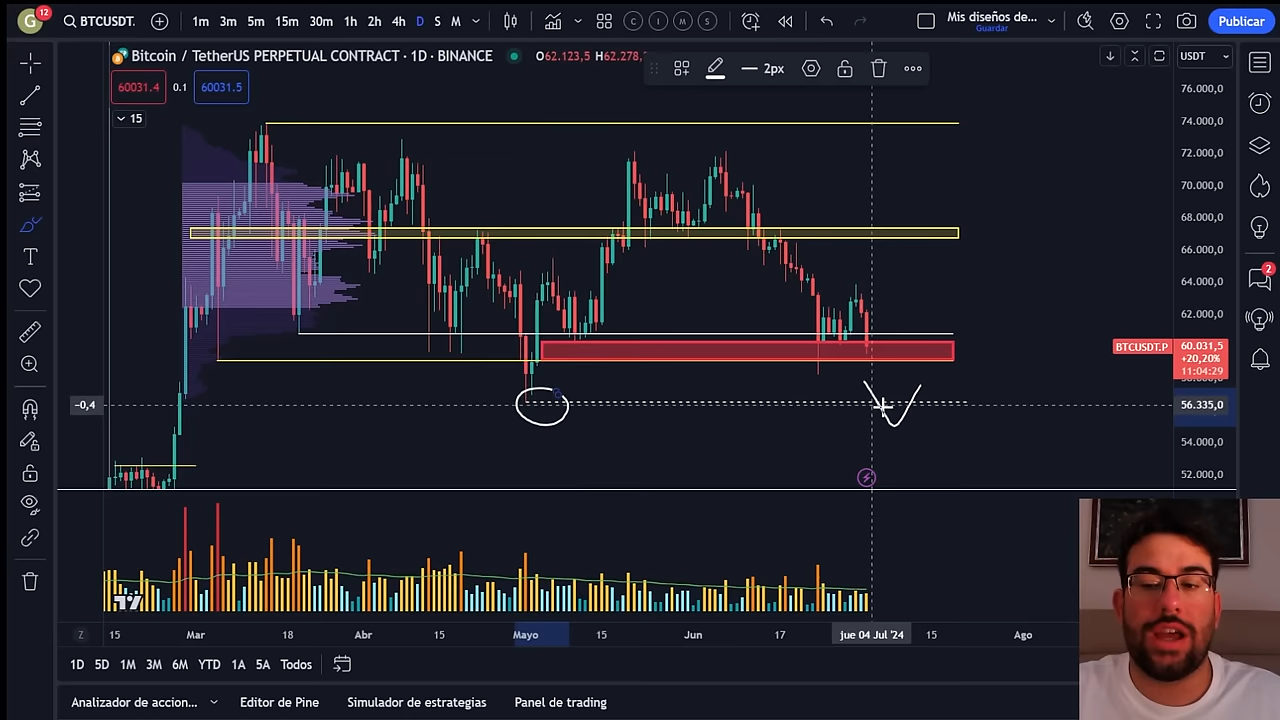 G 12 BTCUSDT. 1m 3m 5m 15m 30m 1h 2h 4h D S M C I M S Mis diseños de... Guardar Publicar
Bitcoin / TetherUS PERPETUAL CONTRACT · 1D · BINANCE O62.123,5 H62.278, USDT
2px
60031.4 0.1 60031.5
15
76.000,0
74.000,0
72.000,0
70.000,0
68.000,0
66.000,0
64.000,0
62.000,0
BTCUSDT.P 60.031,5
+20,20%
11:04:29
−0,4 56.335,0
54.000,0
52.000,0
2
Z 15 Mar 18 Abr 15 Mayo 15 Jun 17 jue 04 Jul '24 15 Ago
1D 5D 1M 3M 6M YTD 1A 5A Todos
Analizador de accion... Editor de Pine Simulador de estrategias Panel de trading